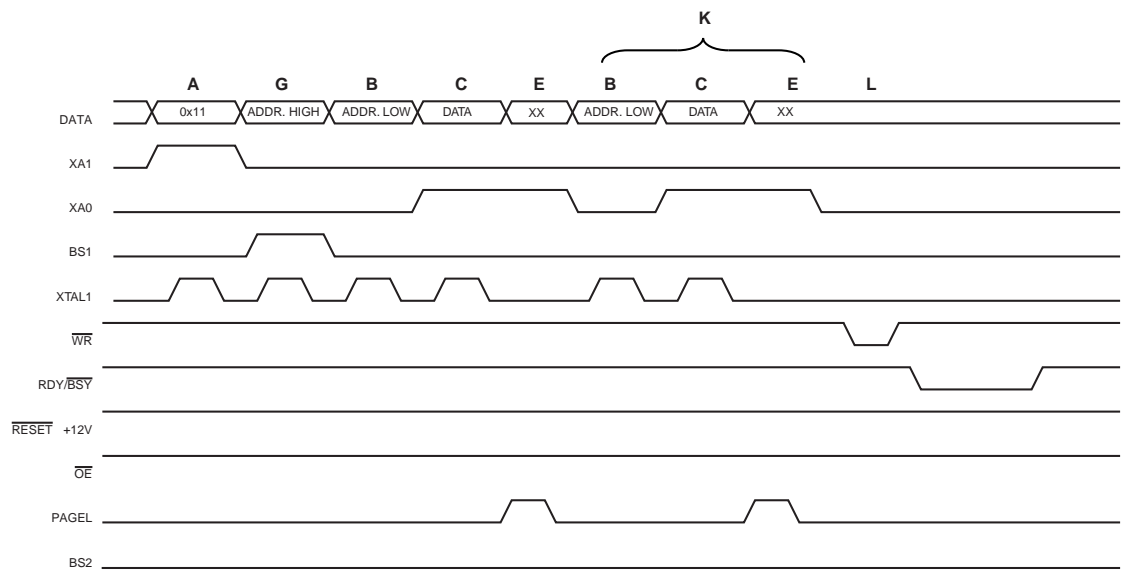 K
A G B C E B C E L
DATA 0x11 ADDR. HIGH ADDR. LOW DATA XX ADDR. LOW DATA XX
XA1
XA0
BS1
XTAL1
WR
RDY/BSY
RESET +12V
OE
PAGEL
BS2